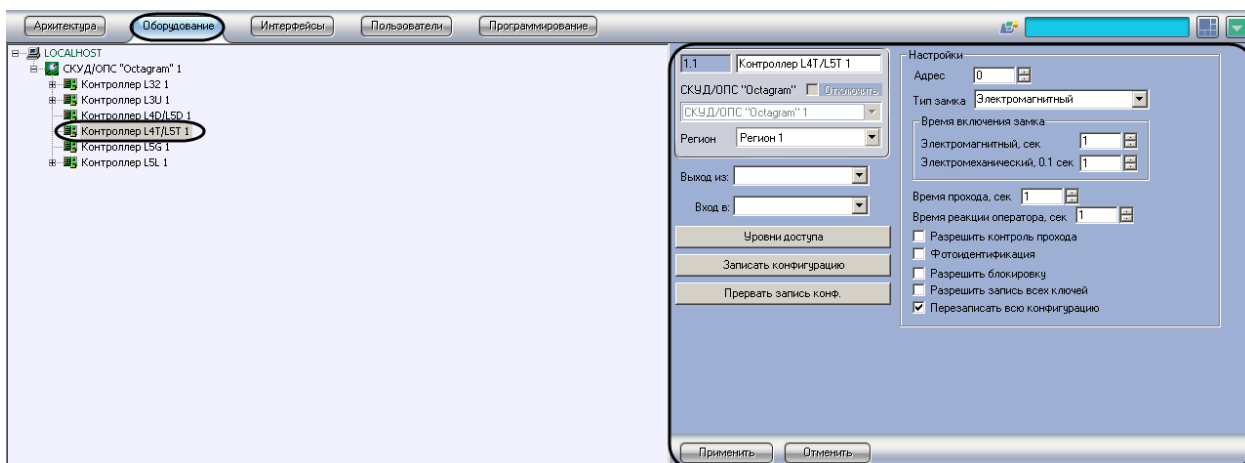 Архитектура Оборудование Интерфейсы Пользователи Программирование
LOCALHOST
СКУД/ОПС "Octagram" 1
Контроллер L32 1
Контроллер L3U 1
Контроллер L4D/L5D 1
Контроллер L4T/L5T 1
Контроллер L5G 1
Контроллер L5L 1
1.1 Контроллер L4T/L5T 1
СКУД/ОПС "Octagram" Отключить
СКУД/ОПС "Octagram" 1
Регион Регион 1
Выход из:
Вход в:
Уровни доступа
Записать конфигурацию
Прервать запись конф.
Настройки
Адрес 0
Тип замка Электромагнитный
Время включения замка
Электромагнитный, сек 1
Электромеханический, 0.1 сек 1
Время прохода, сек 1
Время реакции оператора, сек 1
Разрешить контроль прохода
Фотоидентификация
Разрешить блокировку
Разрешить запись всех ключей
Перезаписать всю конфигурацию
Применить Отменить